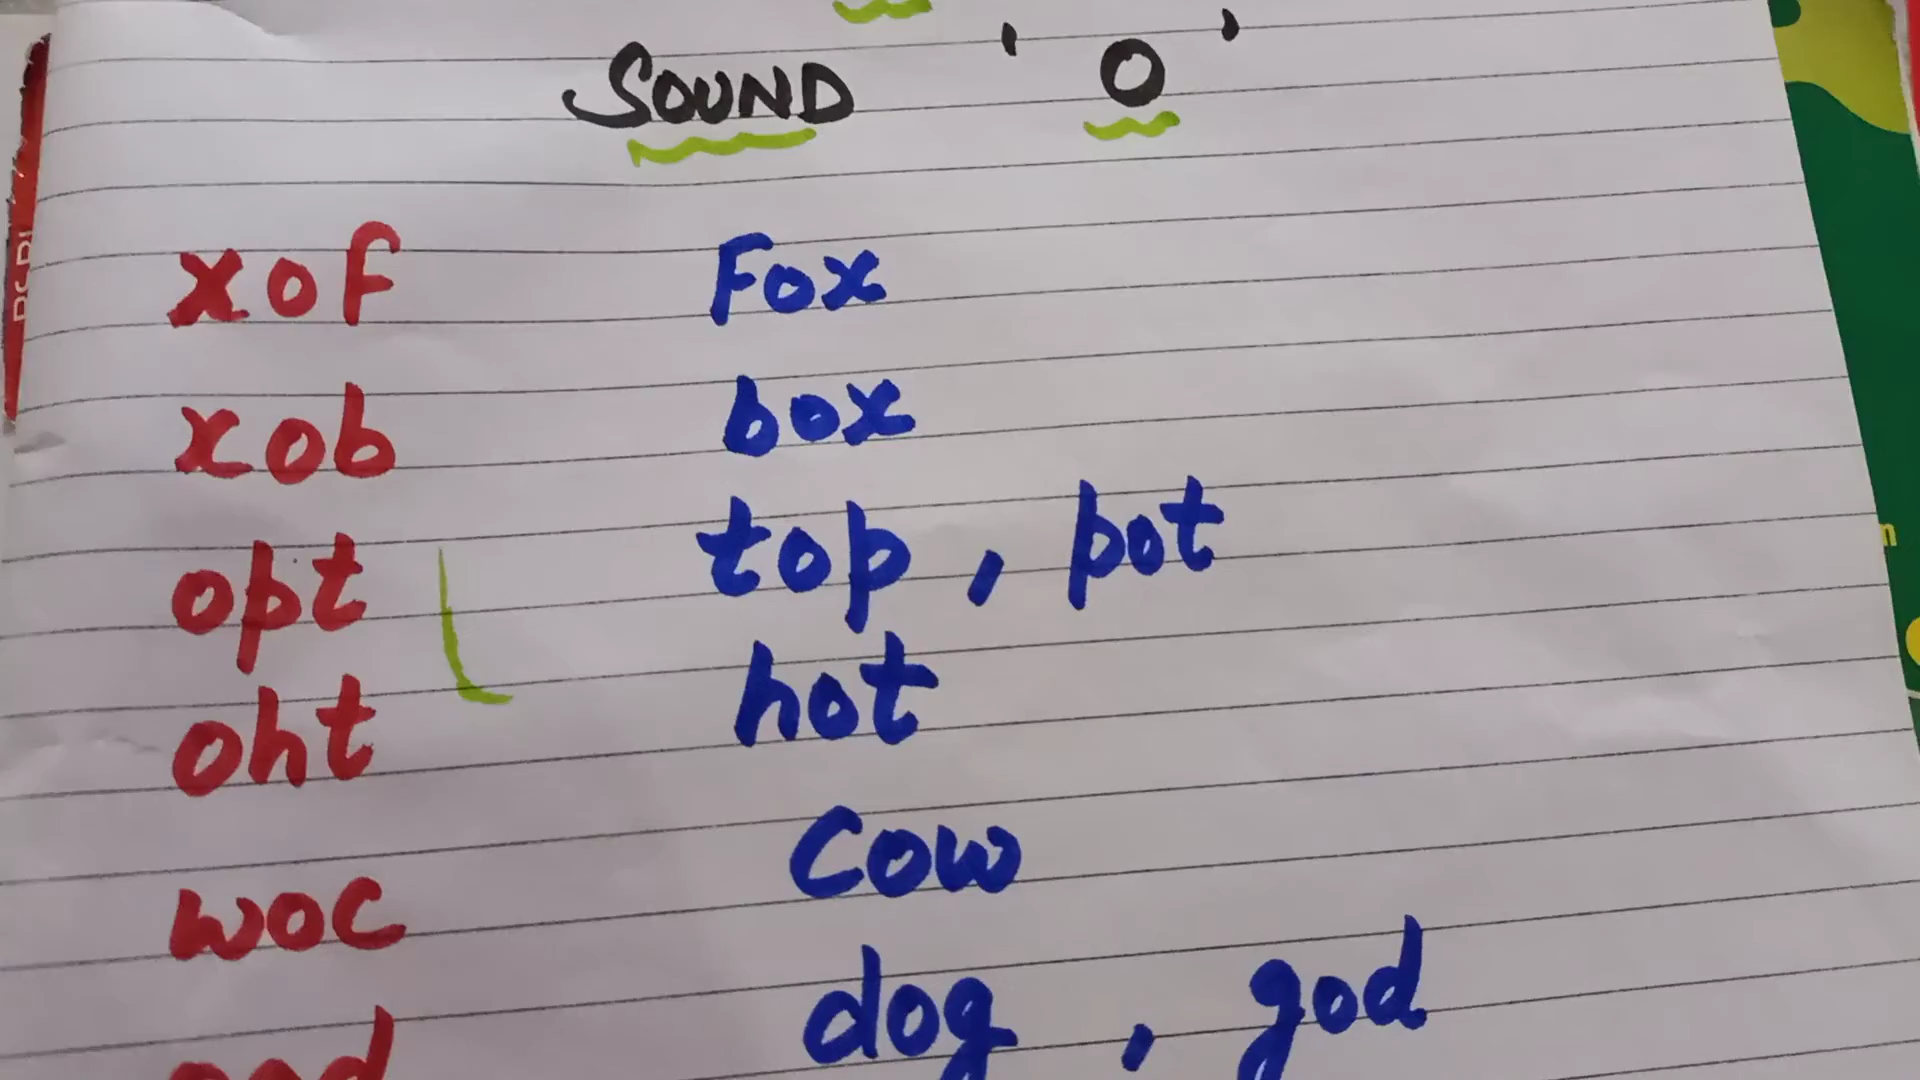 SOUND ' O '
xof Fox
xob box
opt top , pot
oht hot
woc cow
dog , god